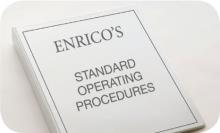 ENRICO'S
STANDARD
OPERATING
PROCEDURES